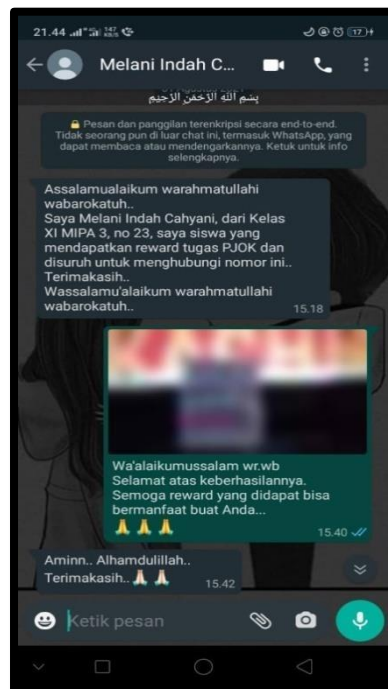 21.44
147 KB/S
17
Melani Indah C...
بِسْمِ اللَّهِ الرَّحْمَنِ الرَّحِيْمِ
Pesan dan panggilan terenkripsi secara end-to-end.
Tidak seorang pun di luar chat ini, termasuk WhatsApp, yang
dapat membaca atau mendengarkannya. Ketuk untuk info
selengkapnya.
Assalamualaikum warahmatullahi
wabarokatuh..
Saya Melani Indah Cahyani, dari Kelas
XI MIPA 3, no 23, saya siswa yang
mendapatkan reward tugas PJOK dan
disuruh untuk menghubungi nomor ini..
Terimakasih..
Wassalamu'alaikum warahmatullahi
wabarokatuh..
15.18
Wa'alaikumussalam wr.wb
Selamat atas keberhasilannya.
Semoga reward yang didapat bisa
bermanfaat buat Anda...
🙏🙏🙏
15.40
Aminn.. Alhamdulillah..
Terimakasih.. 🙏🏻🙏🏻
15.42
Ketik pesan